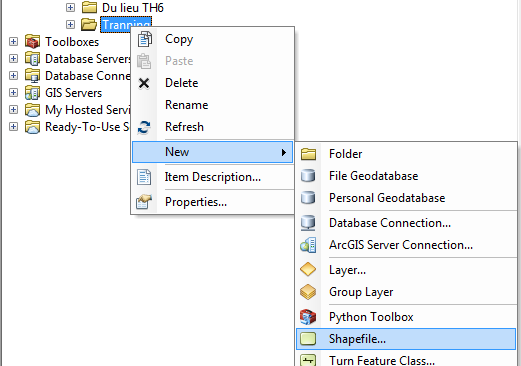 Du lieu TH6
Tranning
Toolboxes
Database Servers
Database Conne
GIS Servers
My Hosted Servi
Ready-To-Use S
Copy
Paste
Delete
Rename
Refresh
New
Item Description...
Properties...
Folder
File Geodatabase
Personal Geodatabase
Database Connection...
ArcGIS Server Connection...
Layer...
Group Layer
Python Toolbox
Shapefile...
Turn Feature Class...